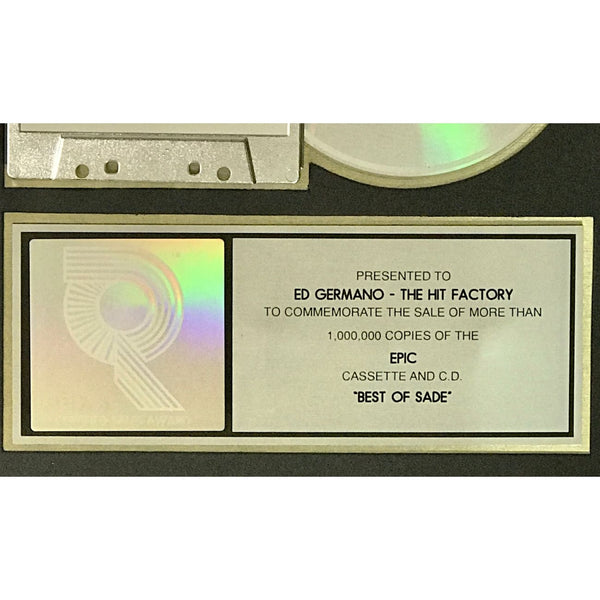 PRESENTED TO
ED GERMANO - THE HIT FACTORY
TO COMMEMORATE THE SALE OF MORE THAN
1,000,000 COPIES OF THE
EPIC
CASSETTE AND C.D.
"BEST OF SADE"